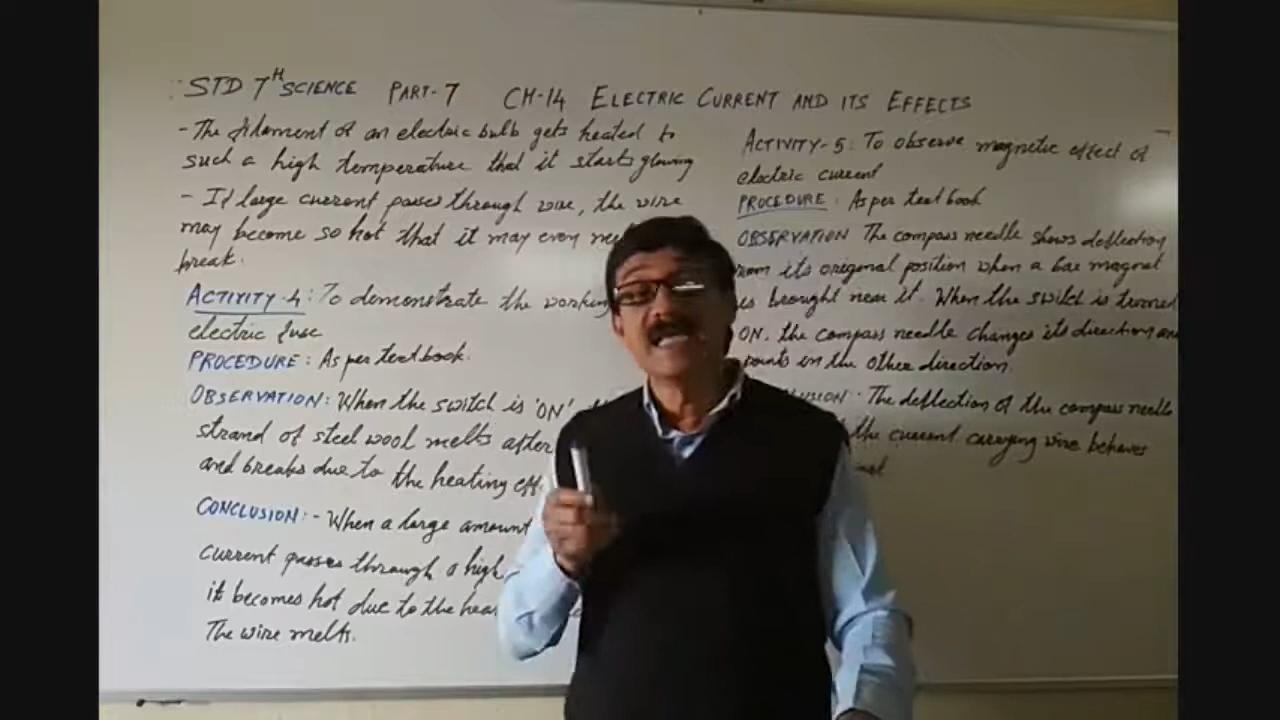 STD 7TH SCIENCE PART-7 CH-14 ELECTRIC CURRENT AND ITS EFFECTS
- The filament of an electric bulb gets heated to
such a high temperature that it starts glowing
- If large current passes through wire, the wire
may become so hot that it may even
break.
ACTIVITY-4: To demonstrate the working
electric fuse
PROCEDURE: As per textbook.
OBSERVATION: When the switch is 'ON',
strand of steel wool melts after
and breaks due to the heating eff
CONCLUSION:- When a large amount
current passes through a high
it becomes hot due to the hea
The wire melts.
ACTIVITY-5: To observe magnetic effect of
electric current
PROCEDURE: As per textbook
OBSERVATION The compass needle shows deflection
from its origenal position when a bar magnet
is brought near it. When the switch is turned
ON, the compass needle changes its direction and
points in the other direction.
The deflection of the compass needle
the current carrying wire behaves